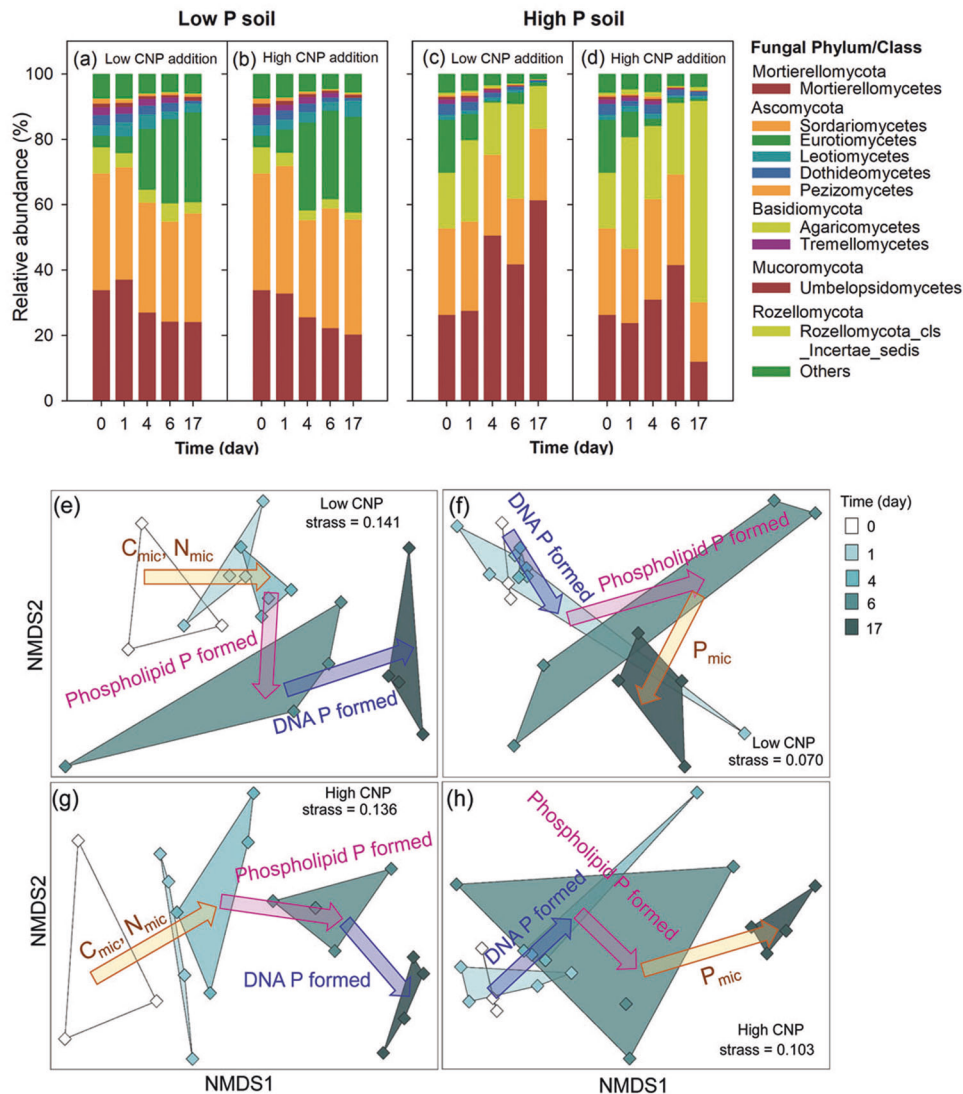 Low P soil
High P soil
(a) Low CNP addition
(b) High CNP addition
(c) Low CNP addition
(d) High CNP addition
Relative abundance (%)
100
80
60
40
20
0
0 1 4 6 17
0 1 4 6 17
0 1 4 6 17
0 1 4 6 17
Time (day)
Time (day)
Fungal Phylum/Class
Mortierellomycota
Mortierellomycetes
Ascomycota
Sordariomycetes
Eurotiomycetes
Leotiomycetes
Dothideomycetes
Pezizomycetes
Basidiomycota
Agaricomycetes
Tremellomycetes
Mucoromycota
Umbelopsidomycetes
Rozellomycota
Rozellomycota_cls
_Incertae_sedis
Others
(e)
Low CNP
strass = 0.141
Cmic, Nmic
Phospholipid P formed
DNA P formed
NMDS2
(f)
DNA P formed
Phospholipid P formed
Pmic
Low CNP
strass = 0.070
Time (day)
0
1
4
6
17
(g)
High CNP
strass = 0.136
Cmic, Nmic
Phospholipid P formed
DNA P formed
NMDS2
NMDS1
(h)
Phospholipid P formed
DNA P formed
Pmic
High CNP
strass = 0.103
NMDS1